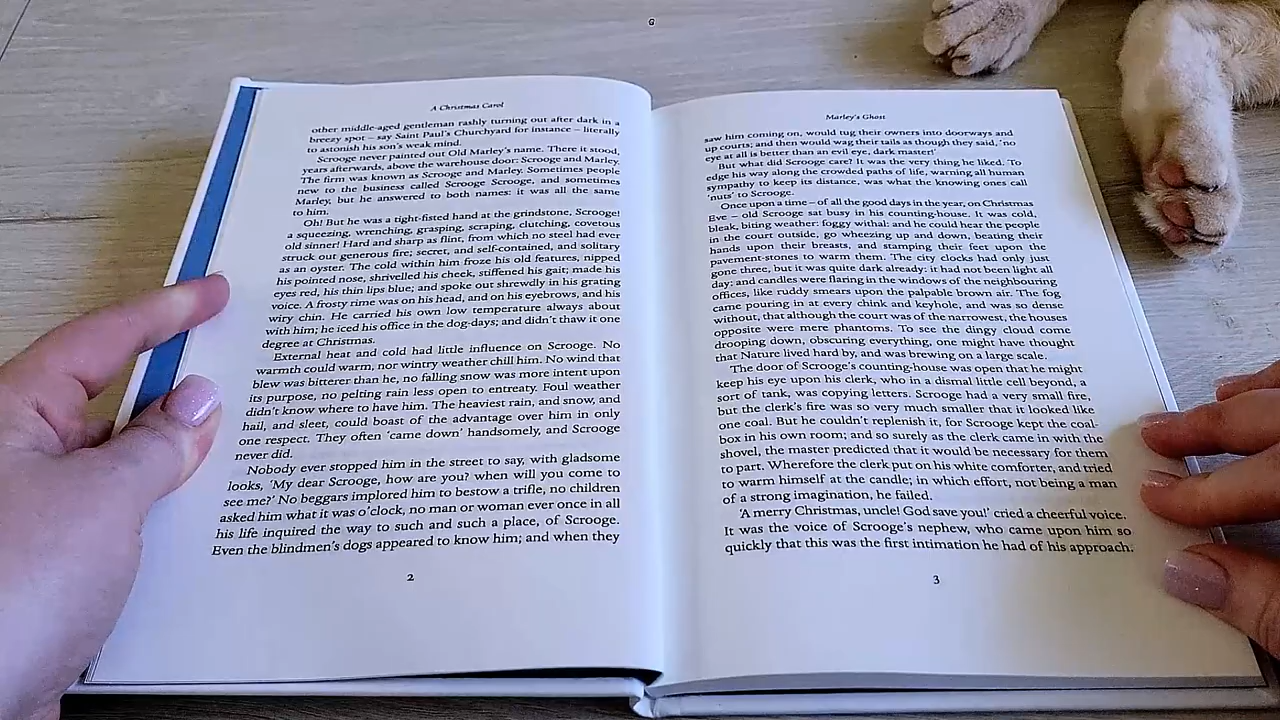 G
A Christmas Carol
other middle-aged gentleman rashly turning out after dark in a
breezy spot – say Saint Paul's Churchyard for instance – literally
to astonish his son's weak mind.
Scrooge never painted out Old Marley's name. There it stood,
years afterwards, above the warehouse door: Scrooge and Marley.
The firm was known as Scrooge and Marley. Sometimes people
new to the business called Scrooge Scrooge, and sometimes
Marley, but he answered to both names: it was all the same
to him.
Oh! But he was a tight-fisted hand at the grindstone, Scrooge!
a squeezing, wrenching, grasping, scraping, clutching, covetous
old sinner! Hard and sharp as flint, from which no steel had ever
struck out generous fire; secret, and self-contained, and solitary
as an oyster. The cold within him froze his old features, nipped
his pointed nose, shrivelled his cheek, stiffened his gait; made his
eyes red, his thin lips blue; and spoke out shrewdly in his grating
voice. A frosty rime was on his head, and on his eyebrows, and his
wiry chin. He carried his own low temperature always about
with him; he iced his office in the dog-days; and didn't thaw it one
degree at Christmas.
External heat and cold had little influence on Scrooge. No
warmth could warm, nor wintry weather chill him. No wind that
blew was bitterer than he, no falling snow was more intent upon
its purpose, no pelting rain less open to entreaty. Foul weather
didn't know where to have him. The heaviest rain, and snow, and
hail, and sleet, could boast of the advantage over him in only
one respect. They often 'came down' handsomely, and Scrooge
never did.
Nobody ever stopped him in the street to say, with gladsome
looks, 'My dear Scrooge, how are you? when will you come to
see me?' No beggars implored him to bestow a trifle, no children
asked him what it was o'clock, no man or woman ever once in all
his life inquired the way to such and such a place, of Scrooge.
Even the blindmen's dogs appeared to know him; and when they
2
Marley's Ghost
saw him coming on, would tug their owners into doorways and
up courts; and then would wag their tails as though they said, 'no
eye at all is better than an evil eye, dark master!'
But what did Scrooge care? It was the very thing he liked. To
edge his way along the crowded paths of life, warning all human
sympathy to keep its distance, was what the knowing ones call
'nuts' to Scrooge.
Once upon a time – of all the good days in the year, on Christmas
Eve – old Scrooge sat busy in his counting-house. It was cold,
bleak, biting weather: foggy withal: and he could hear the people
in the court outside, go wheezing up and down, beating their
hands upon their breasts, and stamping their feet upon the
pavement-stones to warm them. The city clocks had only just
gone three, but it was quite dark already: it had not been light all
day; and candles were flaring in the windows of the neighbouring
offices, like ruddy smears upon the palpable brown air. The fog
came pouring in at every chink and keyhole, and was so dense
without, that although the court was of the narrowest, the houses
opposite were mere phantoms. To see the dingy cloud come
drooping down, obscuring everything, one might have thought
that Nature lived hard by, and was brewing on a large scale.
The door of Scrooge's counting-house was open that he might
keep his eye upon his clerk, who in a dismal little cell beyond, a
sort of tank, was copying letters. Scrooge had a very small fire,
but the clerk's fire was so very much smaller that it looked like
one coal. But he couldn't replenish it, for Scrooge kept the coal-
box in his own room; and so surely as the clerk came in with the
shovel, the master predicted that it would be necessary for them
to part. Wherefore the clerk put on his white comforter, and tried
to warm himself at the candle; in which effort, not being a man
of a strong imagination, he failed.
'A merry Christmas, uncle! God save you!' cried a cheerful voice.
It was the voice of Scrooge's nephew, who came upon him so
quickly that this was the first intimation he had of his approach.
3